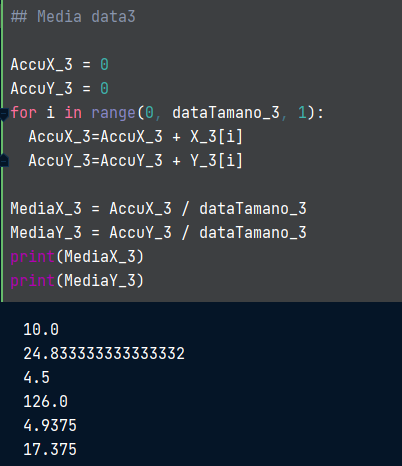 ## Media data3
AccuX_3 = 0
AccuY_3 = 0
for i in range(0, dataTamano_3, 1):
  AccuX_3=AccuX_3 + X_3[i]
  AccuY_3=AccuY_3 + Y_3[i]
MediaX_3 = AccuX_3 / dataTamano_3
MediaY_3 = AccuY_3 / dataTamano_3
print(MediaX_3)
print(MediaY_3)
10.0
24.833333333333332
4.5
126.0
4.9375
17.375